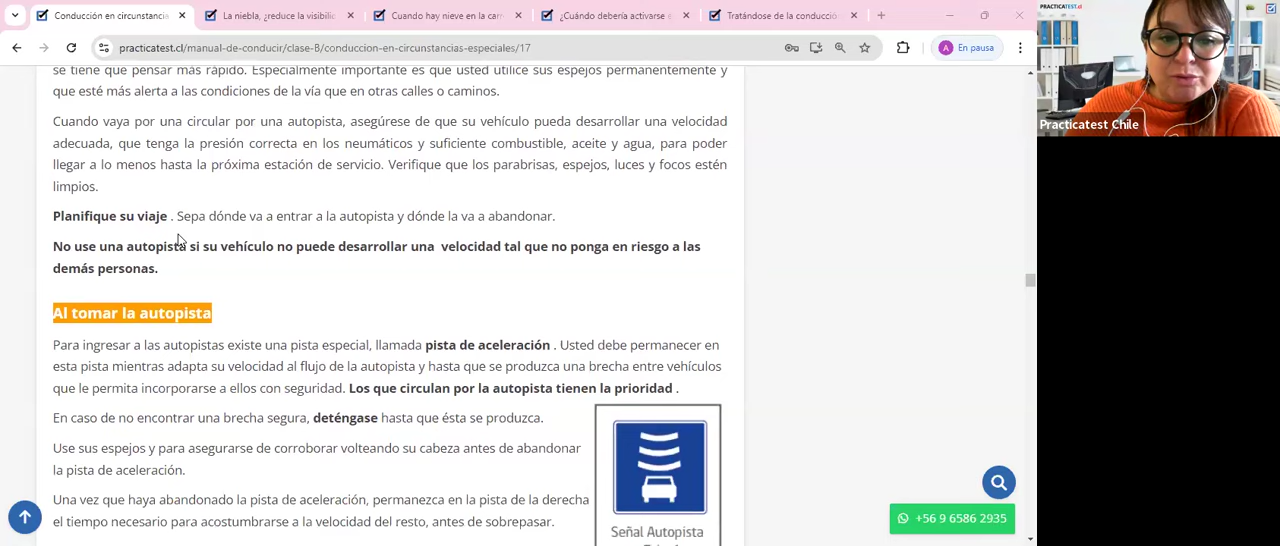 Conducción en circunstancia
La niebla, ¿reduce la visibilid
Cuando hay nieve en la carr
¿Cuándo debería activarse e
Tratándose de la conducció
practicatest.cl/manual-de-conducir/clase-B/conduccion-en-circunstancias-especiales/17
A En pausa
se tiene que pensar más rápido. Especialmente importante es que usted utilice sus espejos permanentemente y
que esté más alerta a las condiciones de la vía que en otras calles o caminos.
Cuando vaya por una circular por una autopista, asegúrese de que su vehículo pueda desarrollar una velocidad
adecuada, que tenga la presión correcta en los neumáticos y suficiente combustible, aceite y agua, para poder
llegar a lo menos hasta la próxima estación de servicio. Verifique que los parabrisas, espejos, luces y focos estén
limpios.
Planifique su viaje . Sepa dónde va a entrar a la autopista y dónde la va a abandonar.
No use una autopista si su vehículo no puede desarrollar una velocidad tal que no ponga en riesgo a las
demás personas.
Al tomar la autopista
Para ingresar a las autopistas existe una pista especial, llamada pista de aceleración . Usted debe permanecer en
esta pista mientras adapta su velocidad al flujo de la autopista y hasta que se produzca una brecha entre vehículos
que le permita incorporarse a ellos con seguridad. Los que circulan por la autopista tienen la prioridad .
En caso de no encontrar una brecha segura, deténgase hasta que ésta se produzca.
Use sus espejos y para asegurarse de corroborar volteando su cabeza antes de abandonar
la pista de aceleración.
Una vez que haya abandonado la pista de aceleración, permanezca en la pista de la derecha
el tiempo necesario para acostumbrarse a la velocidad del resto, antes de sobrepasar.
Señal Autopista
+56 9 6586 2935
PRACTICATEST.cl
Practicatest Chile